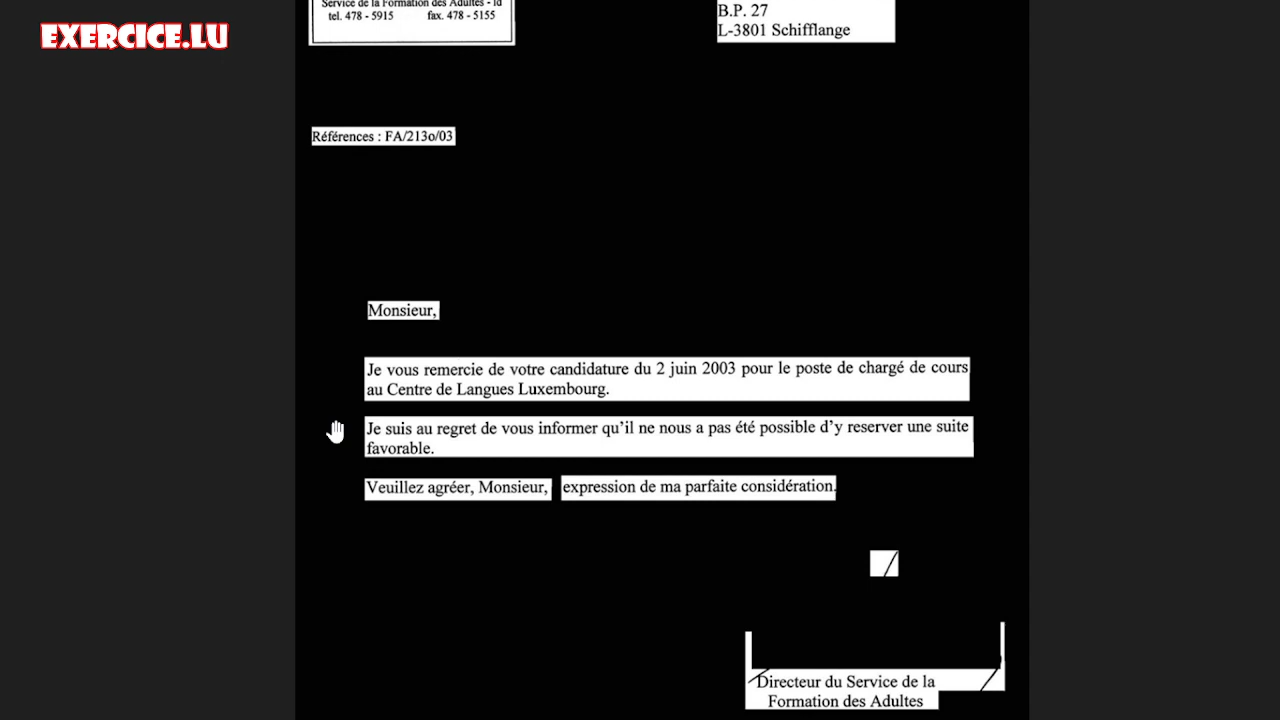 EXERCICE.LU
Service de la Formation des Adultes - ld
tel. 478 - 5915 fax. 478 - 5155
B.P. 27
L-3801 Schifflange
Références : FA/213o/03
Monsieur,
Je vous remercie de votre candidature du 2 juin 2003 pour le poste de chargé de cours
au Centre de Langues Luxembourg.
Je suis au regret de vous informer qu'il ne nous a pas été possible d'y reserver une suite
favorable.
Veuillez agréer, Monsieur, expression de ma parfaite considération.
Directeur du Service de la
Formation des Adultes